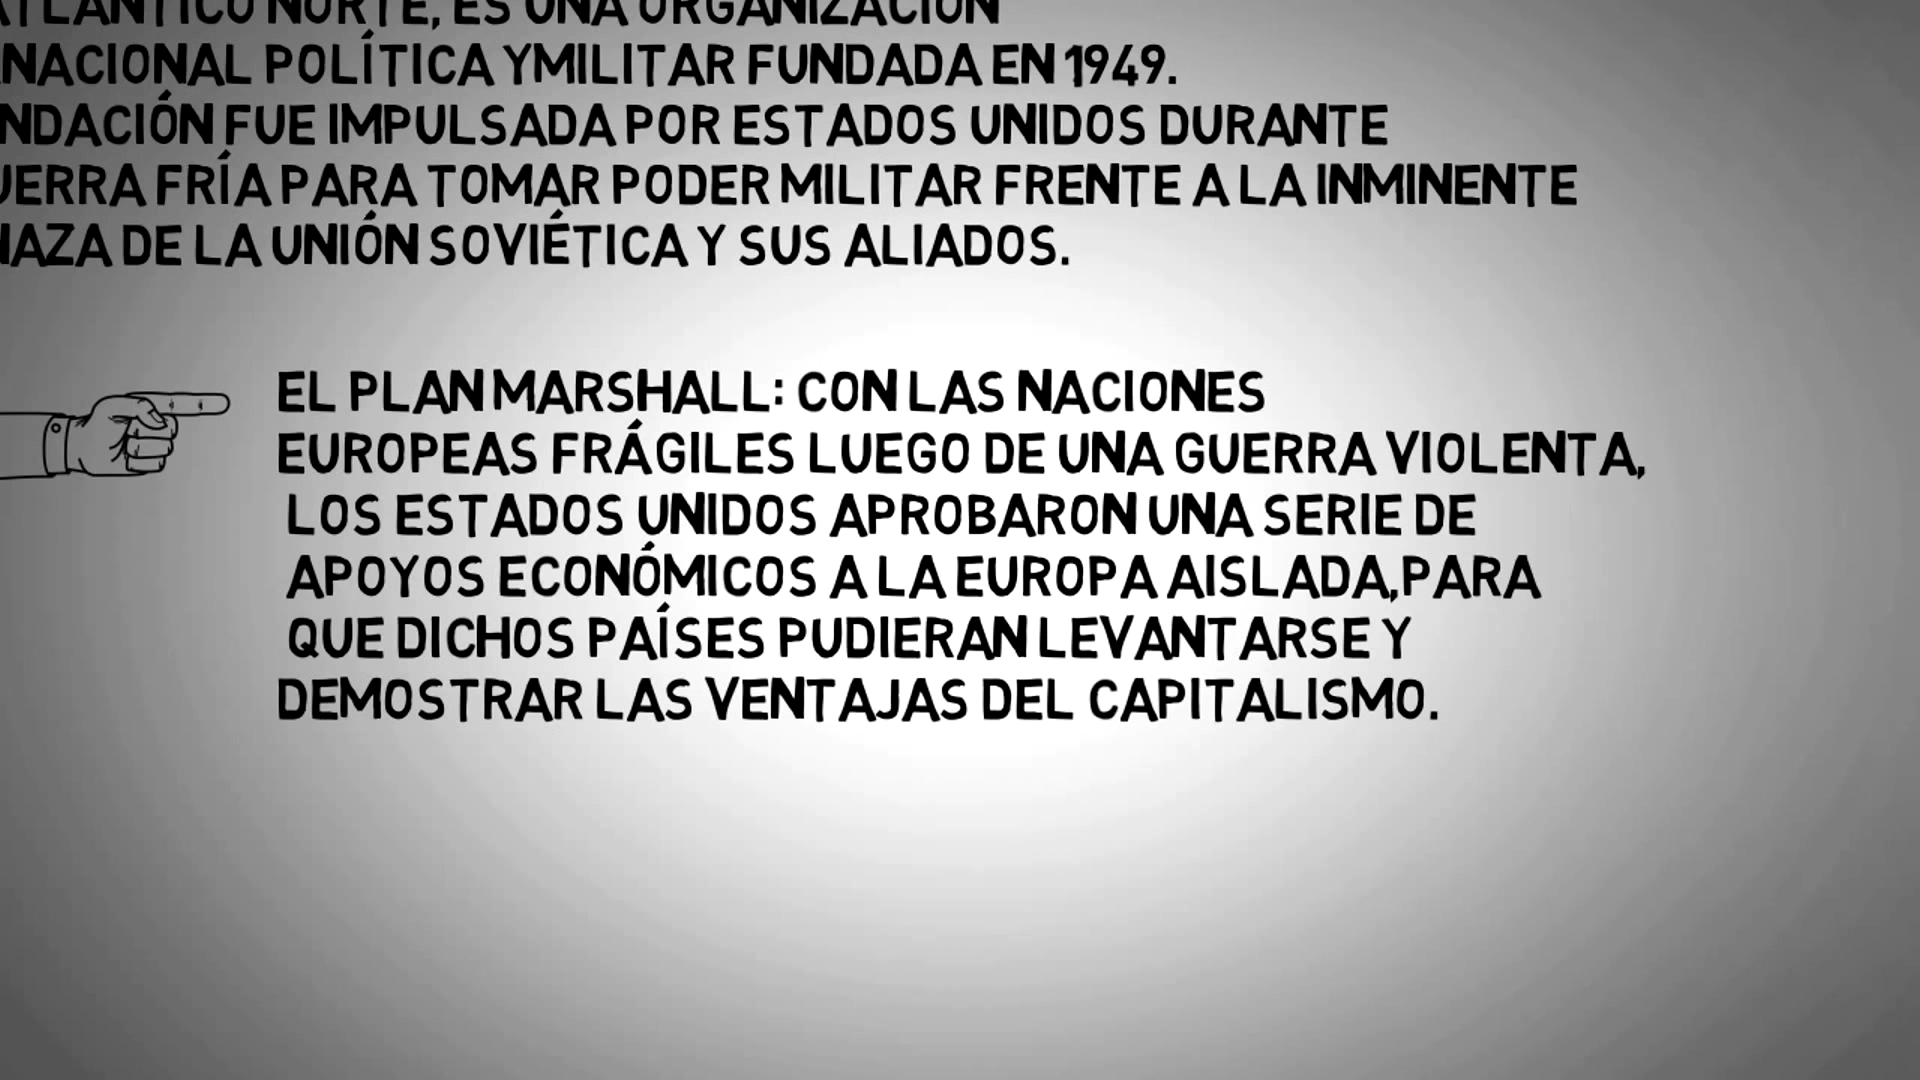 ATLÁNTICO NORTE, ES UNA ORGANIZACIÓN
NACIONAL POLÍTICA YMILITAR FUNDADA EN 1949.
NDACIÓN FUE IMPULSADA POR ESTADOS UNIDOS DURANTE
UERRA FRÍA PARA TOMAR PODER MILITAR FRENTE A LA INMINENTE
NAZA DE LA UNIÓN SOVIÉTICA Y SUS ALIADOS.
EL PLAN MARSHALL: CON LAS NACIONES
EUROPEAS FRÁGILES LUEGO DE UNA GUERRA VIOLENTA,
LOS ESTADOS UNIDOS APROBARON UNA SERIE DE
APOYOS ECONÓMICOS A LA EUROPA AISLADA,PARA
QUE DICHOS PAÍSES PUDIERAN LEVANTARSE Y
DEMOSTRAR LAS VENTAJAS DEL CAPITALISMO.